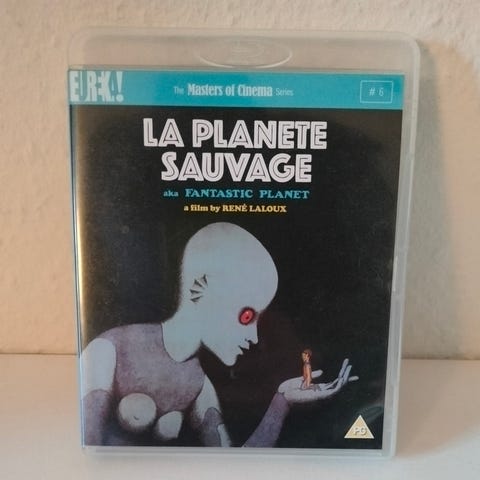 EUREKA!
The Masters of Cinema Series
# 6
LA PLANETE
SAUVAGE
aka FANTASTIC PLANET
a film by RENÉ LALOUX
PG